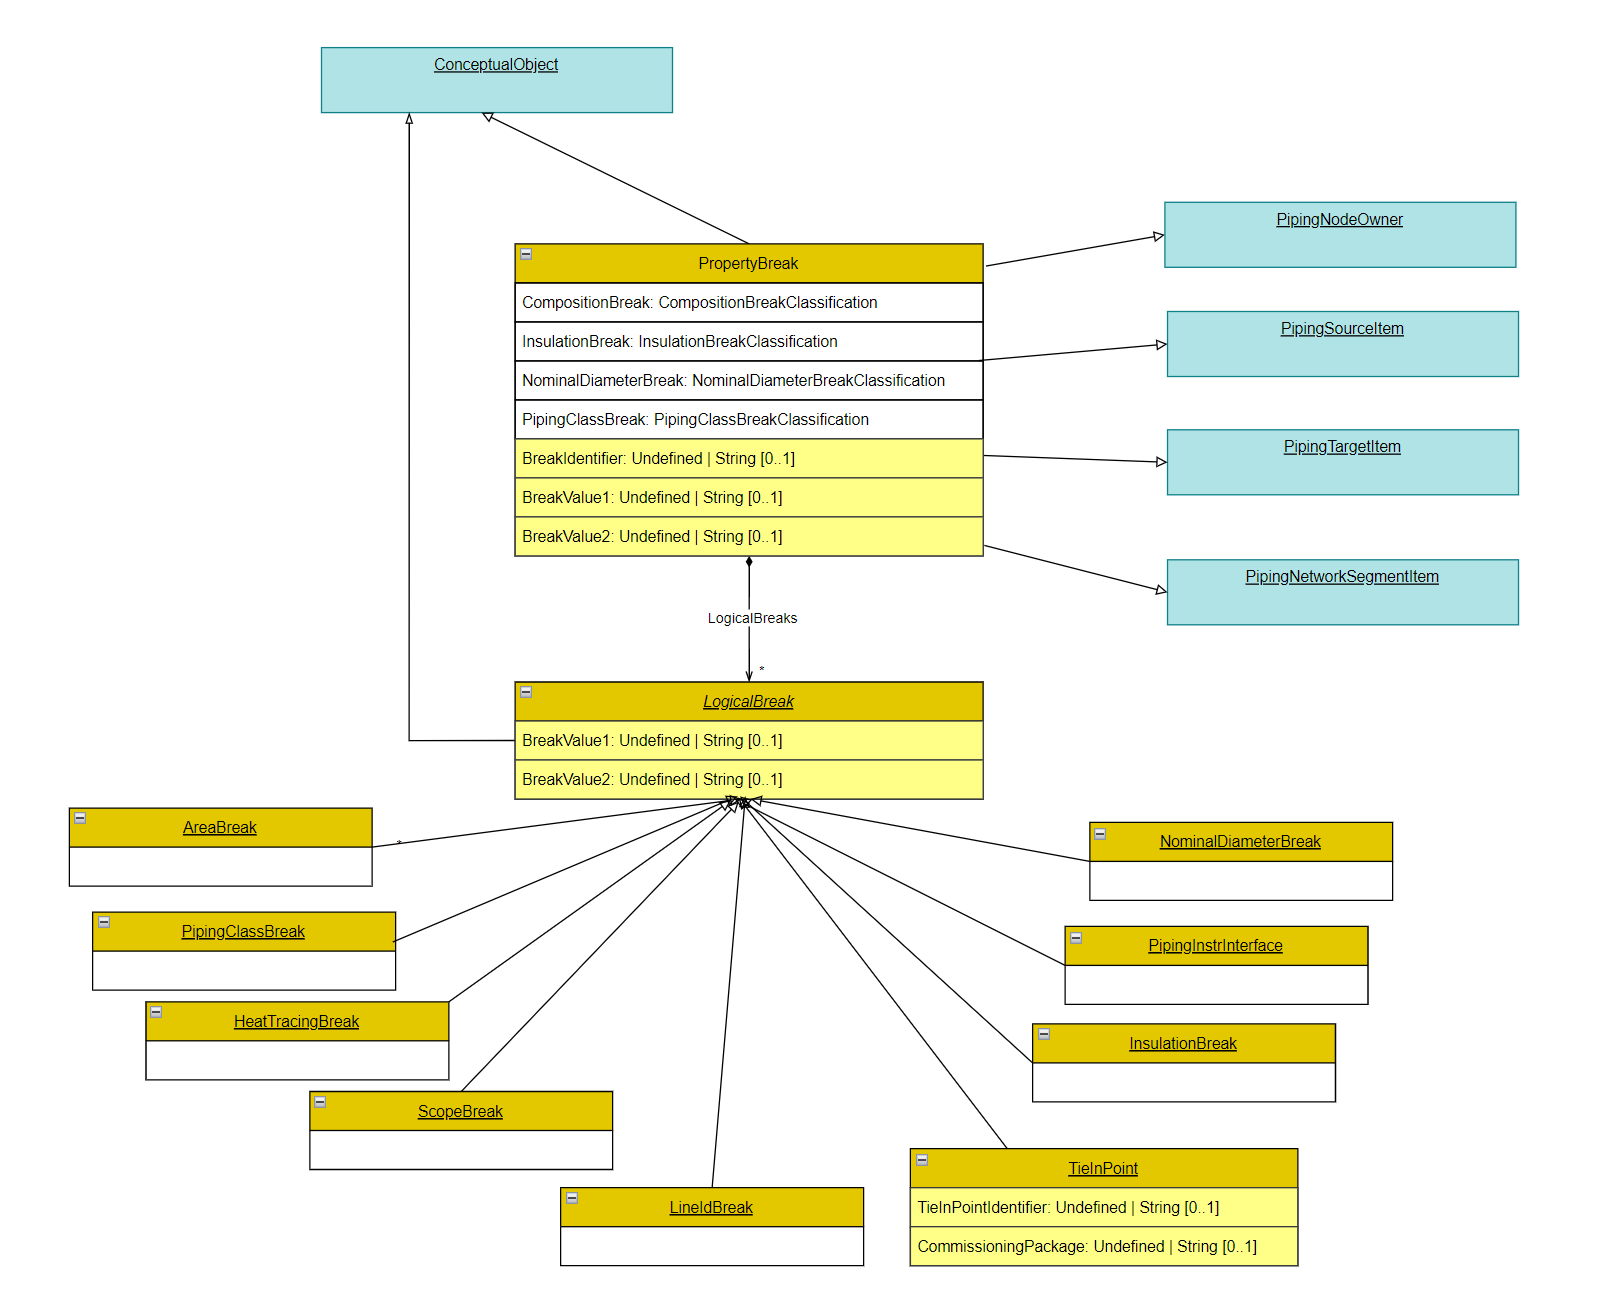 ConceptualObject
PipingNodeOwner
PropertyBreak
CompositionBreak: CompositionBreakClassification
InsulationBreak: InsulationBreakClassification
NominalDiameterBreak: NominalDiameterBreakClassification
PipingClassBreak: PipingClassBreakClassification
BreakIdentifier: Undefined | String [0..1]
BreakValue1: Undefined | String [0..1]
BreakValue2: Undefined | String [0..1]
PipingSourceItem
PipingTargetItem
PipingNetworkSegmentItem
LogicalBreaks
*
LogicalBreak
BreakValue1: Undefined | String [0..1]
BreakValue2: Undefined | String [0..1]
AreaBreak
*
NominalDiameterBreak
PipingClassBreak
PipingInstrInterface
HeatTracingBreak
InsulationBreak
ScopeBreak
TieInPoint
TieInPointIdentifier: Undefined | String [0..1]
CommissioningPackage: Undefined | String [0..1]
LineIdBreak